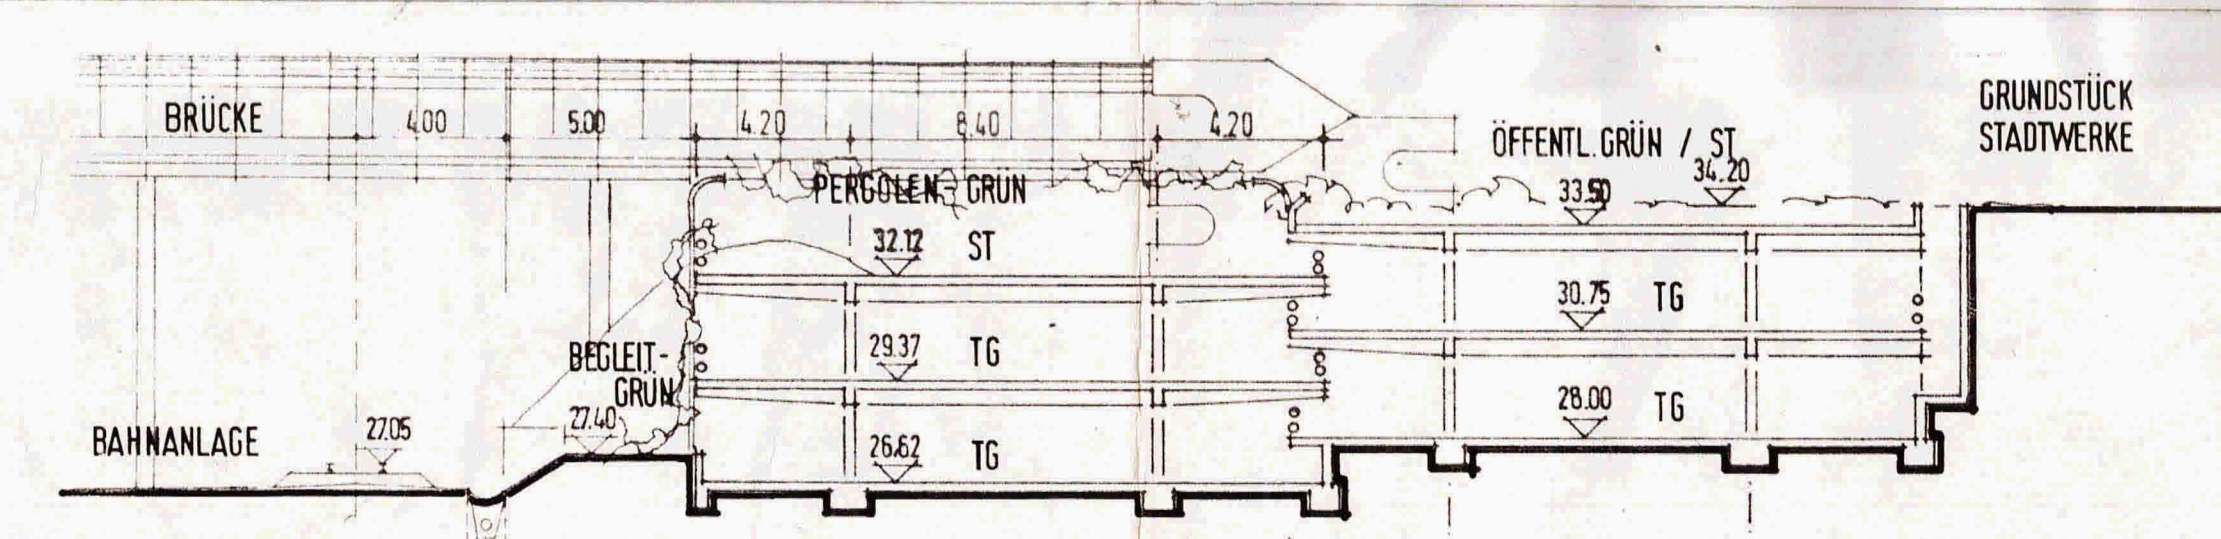 GRUNDSTÜCK
STADTWERKE
BRÜCKE
4.00
5.00
4.20
8.40
4.20
ÖFFENTL. GRÜN / ST
34.20
33.50
PERGOLEN - GRÜN
32.12
ST
30.75
TG
BEGLEIT-
GRÜN
29.37
TG
28.00
TG
27.40
BAHNANLAGE
27.05
26.62
TG